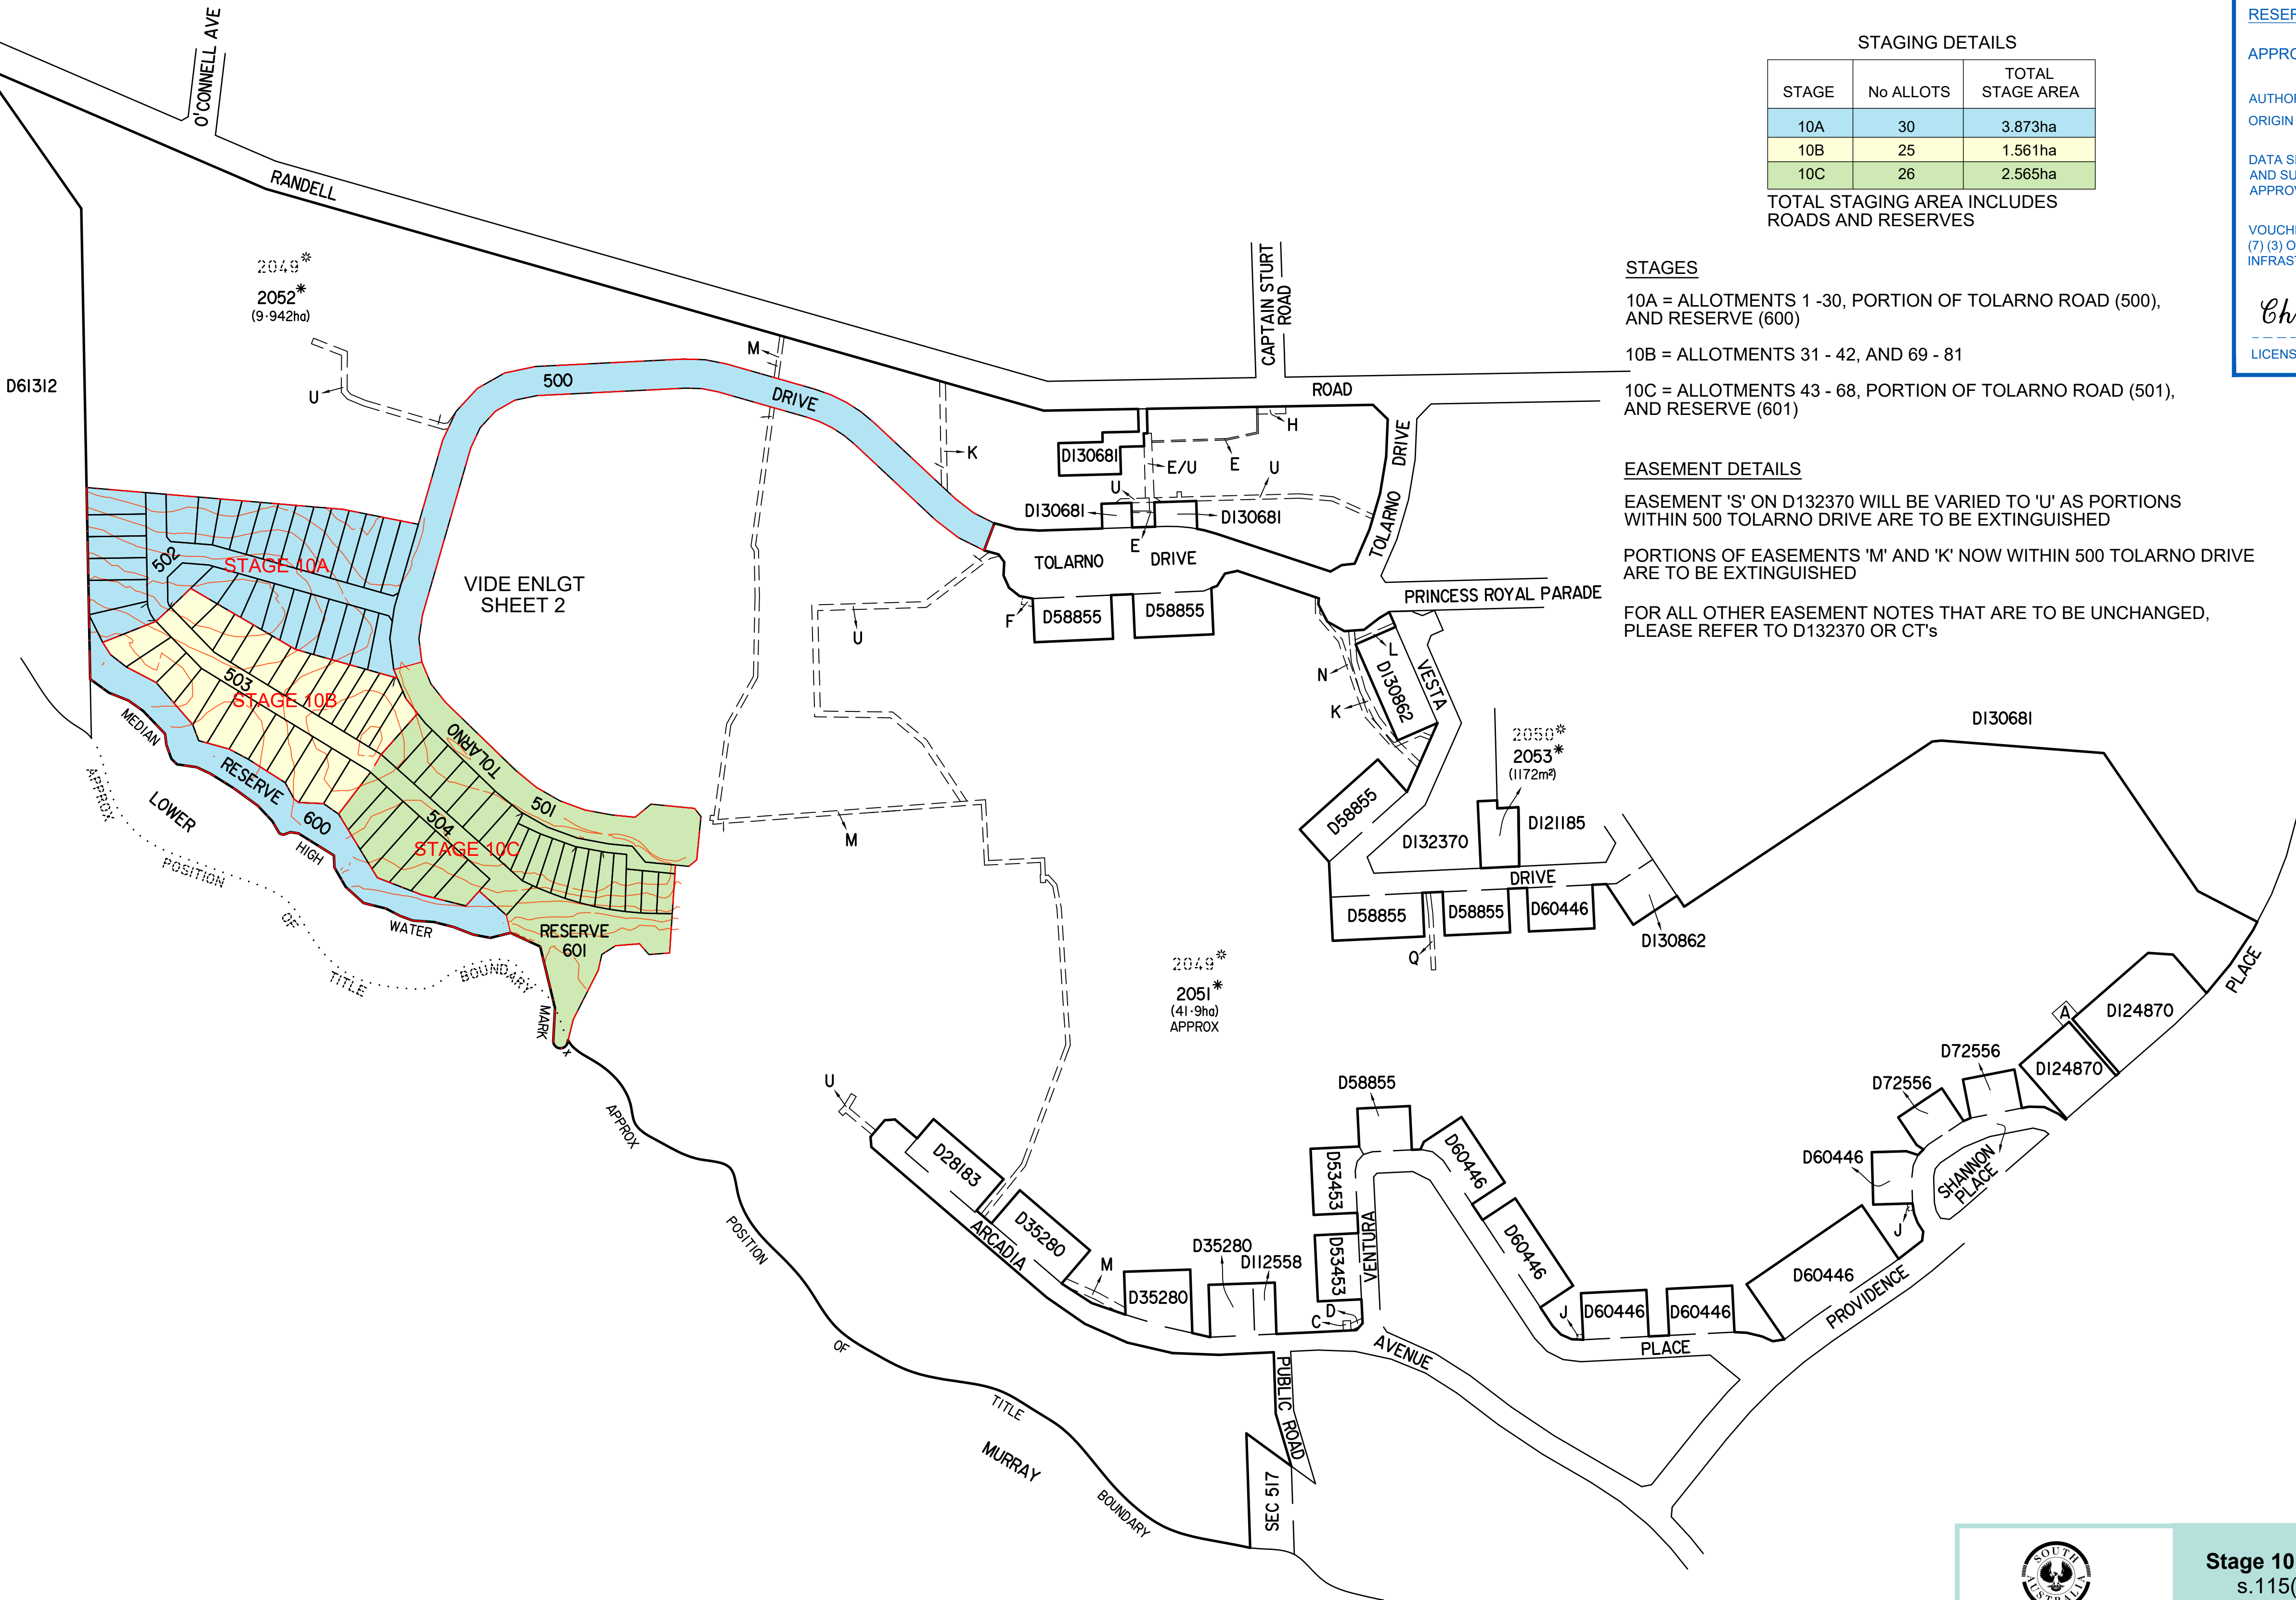 STAGING DETAILS
STAGE No ALLOTS TOTAL STAGE AREA
10A 30 3.873ha
10B 25 1.561ha
10C 26 2.565ha
TOTAL STAGING AREA INCLUDES
ROADS AND RESERVES
STAGES
10A = ALLOTMENTS 1 -30, PORTION OF TOLARNO ROAD (500),
AND RESERVE (600)
10B = ALLOTMENTS 31 - 42, AND 69 - 81
10C = ALLOTMENTS 43 - 68, PORTION OF TOLARNO ROAD (501),
AND RESERVE (601)
EASEMENT DETAILS
EASEMENT 'S' ON D132370 WILL BE VARIED TO 'U' AS PORTIONS
WITHIN 500 TOLARNO DRIVE ARE TO BE EXTINGUISHED
PORTIONS OF EASEMENTS 'M' AND 'K' NOW WITHIN 500 TOLARNO DRIVE
ARE TO BE EXTINGUISHED
FOR ALL OTHER EASEMENT NOTES THAT ARE TO BE UNCHANGED,
PLEASE REFER TO D132370 OR CT's
O'CONNELL AVE
RANDELL
ROAD
CAPTAIN STURT
ROAD
2049*
2052*
(9·942ha)
D61312
U
M
500
DRIVE
K
H
D130681
E/U
E
U
U
D130681
D130681
E
TOLARNO DRIVE
TOLARNO DRIVE
PRINCESS ROYAL PARADE
D58855
D58855
F
U
VIDE ENLGT
SHEET 2
502
STAGE 10A
503
STAGE 10B
TOLARNO
501
504
STAGE 10C
RESERVE
600
RESERVE
601
MEDIAN
HIGH
WATER
MARK
LOWER
APPROX
POSITION
OF
TITLE
BOUNDARY
M
N
L
K
D130862
VESTA
D58855
2050*
2053*
(1172m²)
D132370
D121185
DRIVE
D58855
D58855
D60446
D130862
Q
D130681
2049*
2051*
(41·9ha)
APPROX
PLACE
D124870
A
D124870
D72556
D72556
D60446
SHANNON
PLACE
J
D60446
PROVIDENCE
D58855
D60446
D60446
D53453
D53453
VENTURA
J
D60446
D60446
PLACE
U
D28183
D35280
ARCADIA
M
D35280
D35280
D112558
D
C
AVENUE
PUBLIC ROAD
SEC 517
x
APPROX
POSITION
OF
TITLE
MURRAY
BOUNDARY
ORIGIN
LICENS
SOUTH
AUSTRALIA
Stage 10
s.115(